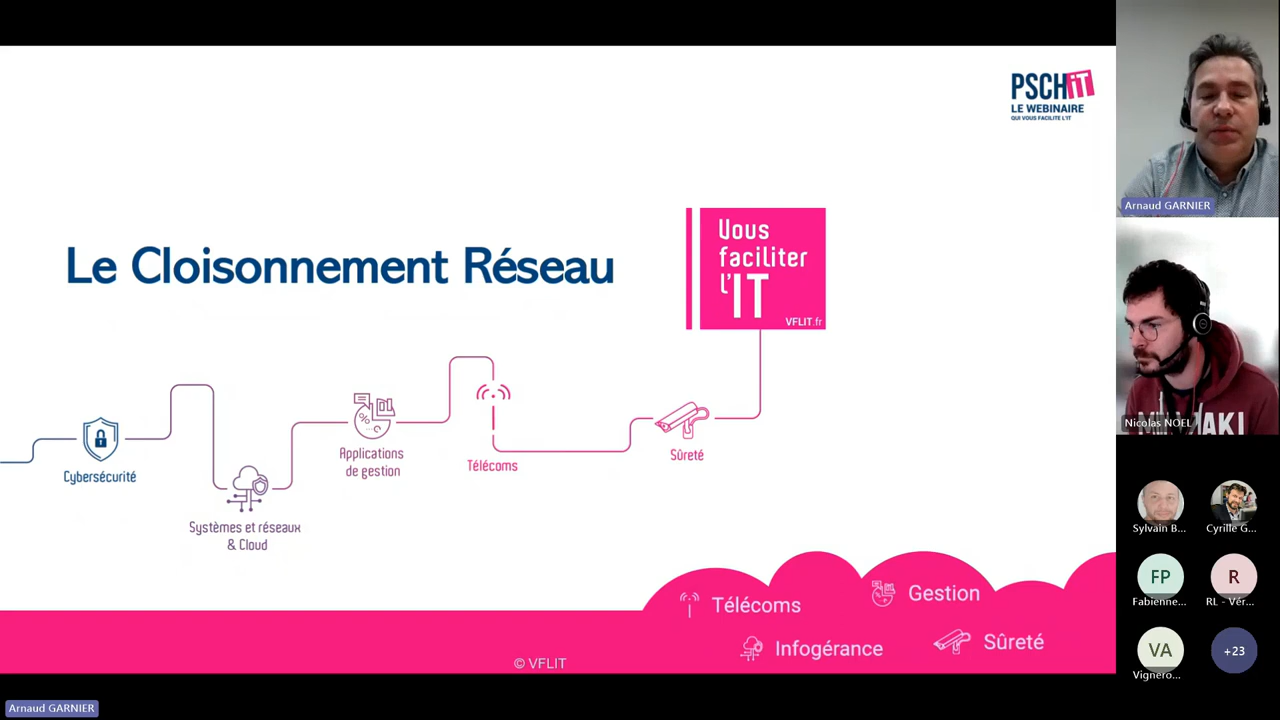 PSCHIT
LE WEBINAIRE
QUI VOUS FACILITE L'IT
Arnaud GARNIER
Vous
faciliter
l'IT
VFLIT.fr
Le Cloisonnement Réseau
Nicolas NOEL
Cybersécurité
Systèmes et réseaux
& Cloud
Applications
de gestion
Télécoms
Sûreté
Sylvain B...
Cyrille G...
FP
R
Fabienne...
RL - Vér...
VA
+23
Vignero...
Télécoms
Gestion
Infogérance
Sûreté
© VFLIT
Arnaud GARNIER